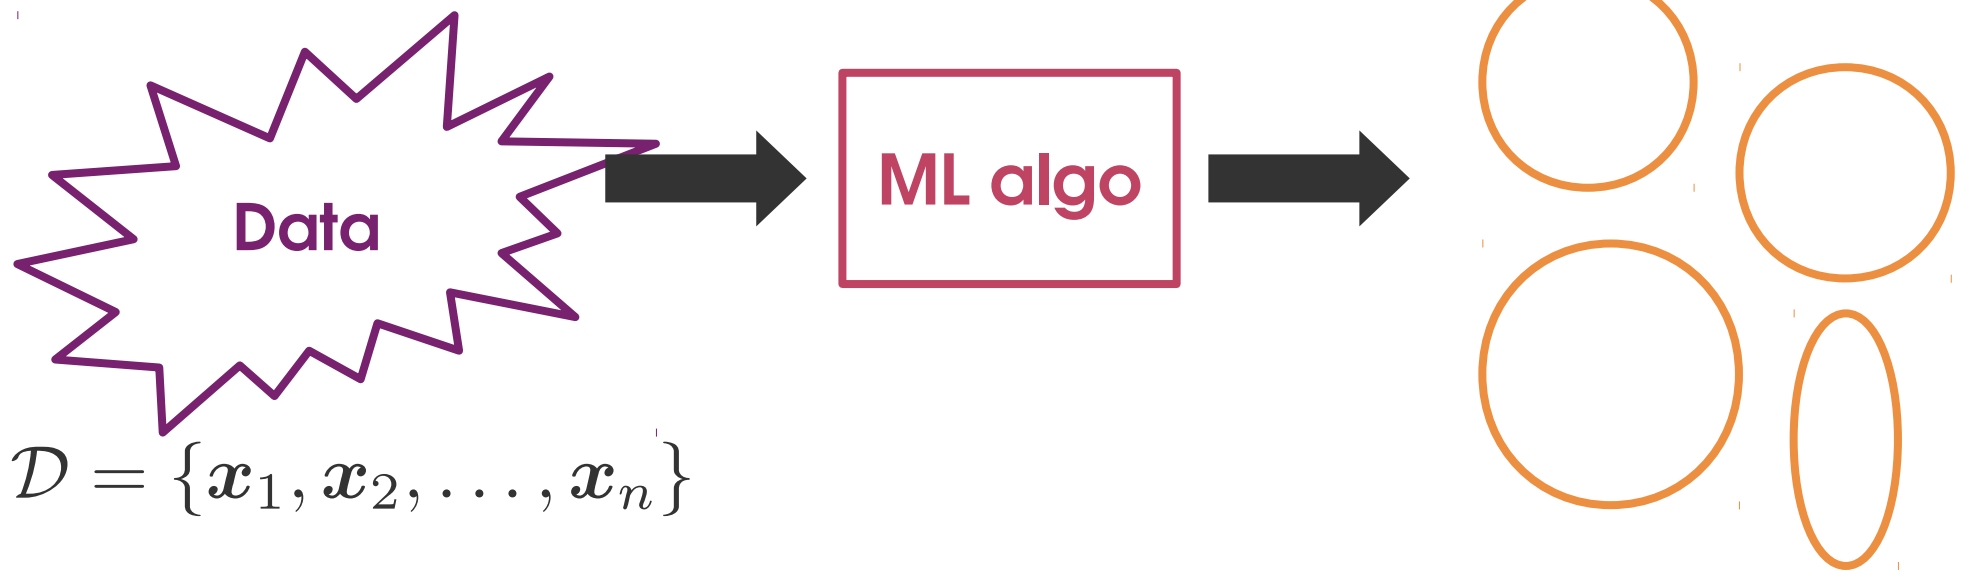 Data
ML algo
𝒟 = {𝒙₁, 𝒙₂, . . . , 𝒙ₙ}